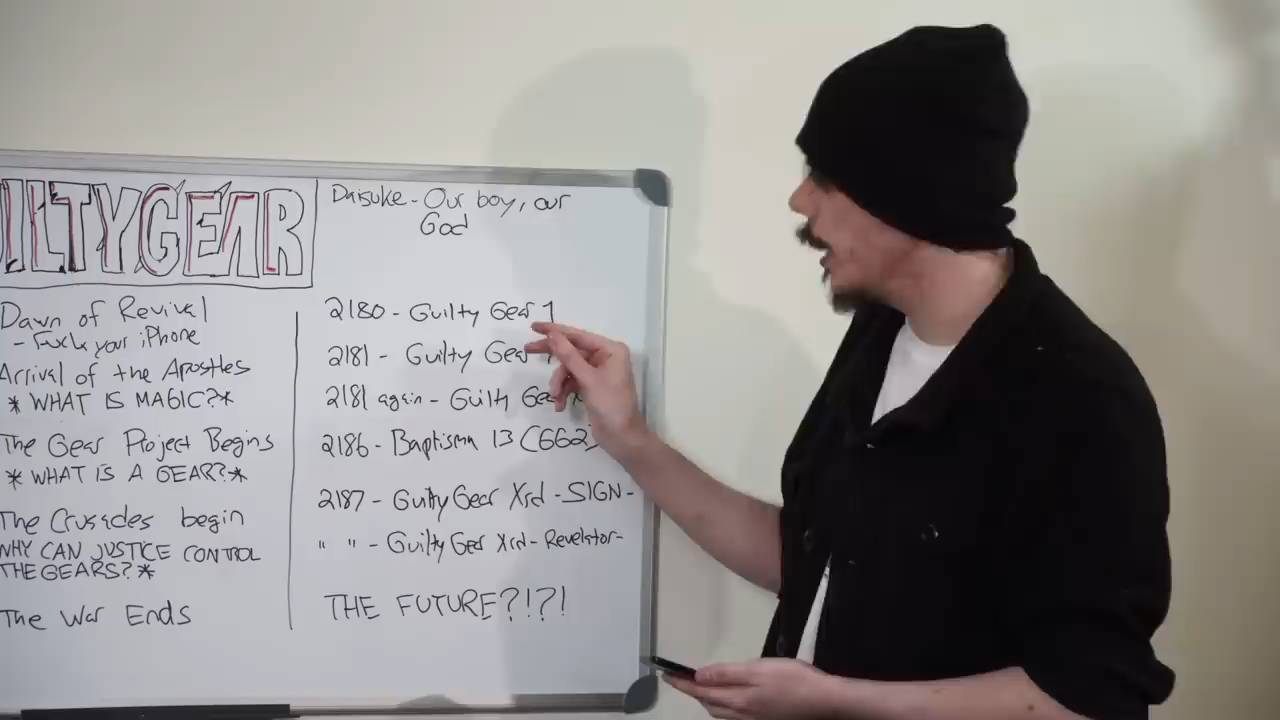 ILTYGEAR
Dawn of Revival
- Fuck your iPhone
Arrival of the Apostles
* WHAT IS MAGIC?*
The Gear Project Begins
* WHAT IS A GEAR?*
The Crusades begin
WHY CAN JUSTICE CONTROL
THE GEARS?*
The War Ends
Daisuke - Our boy, our
God
2180 - Guilty Gear 1
2181 - Guilty Gear
2181 again - Guilty Gear
2186 - Baptisma 13 (662)
2187 - Guilty Gear Xrd - SIGN -
" " - Guilty Gear Xrd - Revelator -
THE FUTURE?!?!